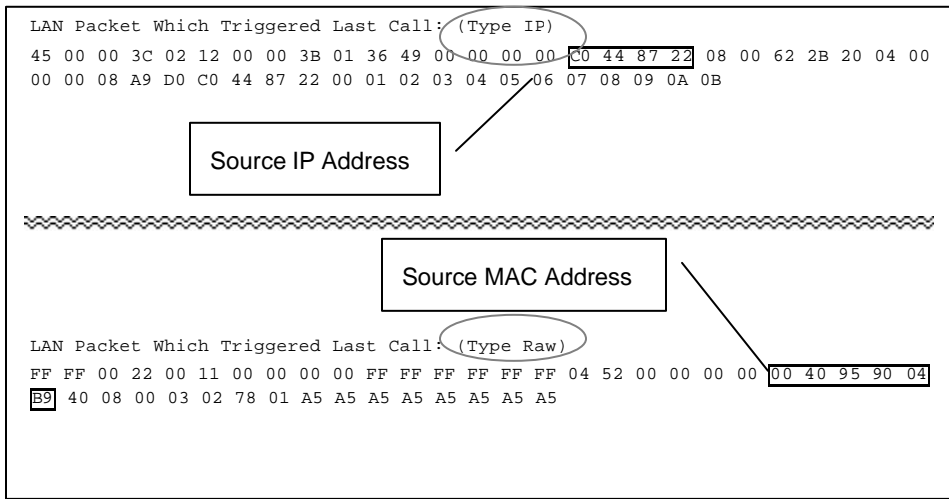 LAN Packet Which Triggered Last Call: (Type IP)
45 00 00 3C 02 12 00 00 3B 01 36 49 00 00 00 00 C0 44 87 22 08 00 62 2B 20 04 00
00 00 08 A9 D0 C0 44 87 22 00 01 02 03 04 05 06 07 08 09 0A 0B
Source IP Address
Source MAC Address
LAN Packet Which Triggered Last Call: (Type Raw)
FF FF 00 22 00 11 00 00 00 00 FF FF FF FF FF FF 04 52 00 00 00 00 00 40 95 90 04
B9 40 08 00 03 02 78 01 A5 A5 A5 A5 A5 A5 A5 A5